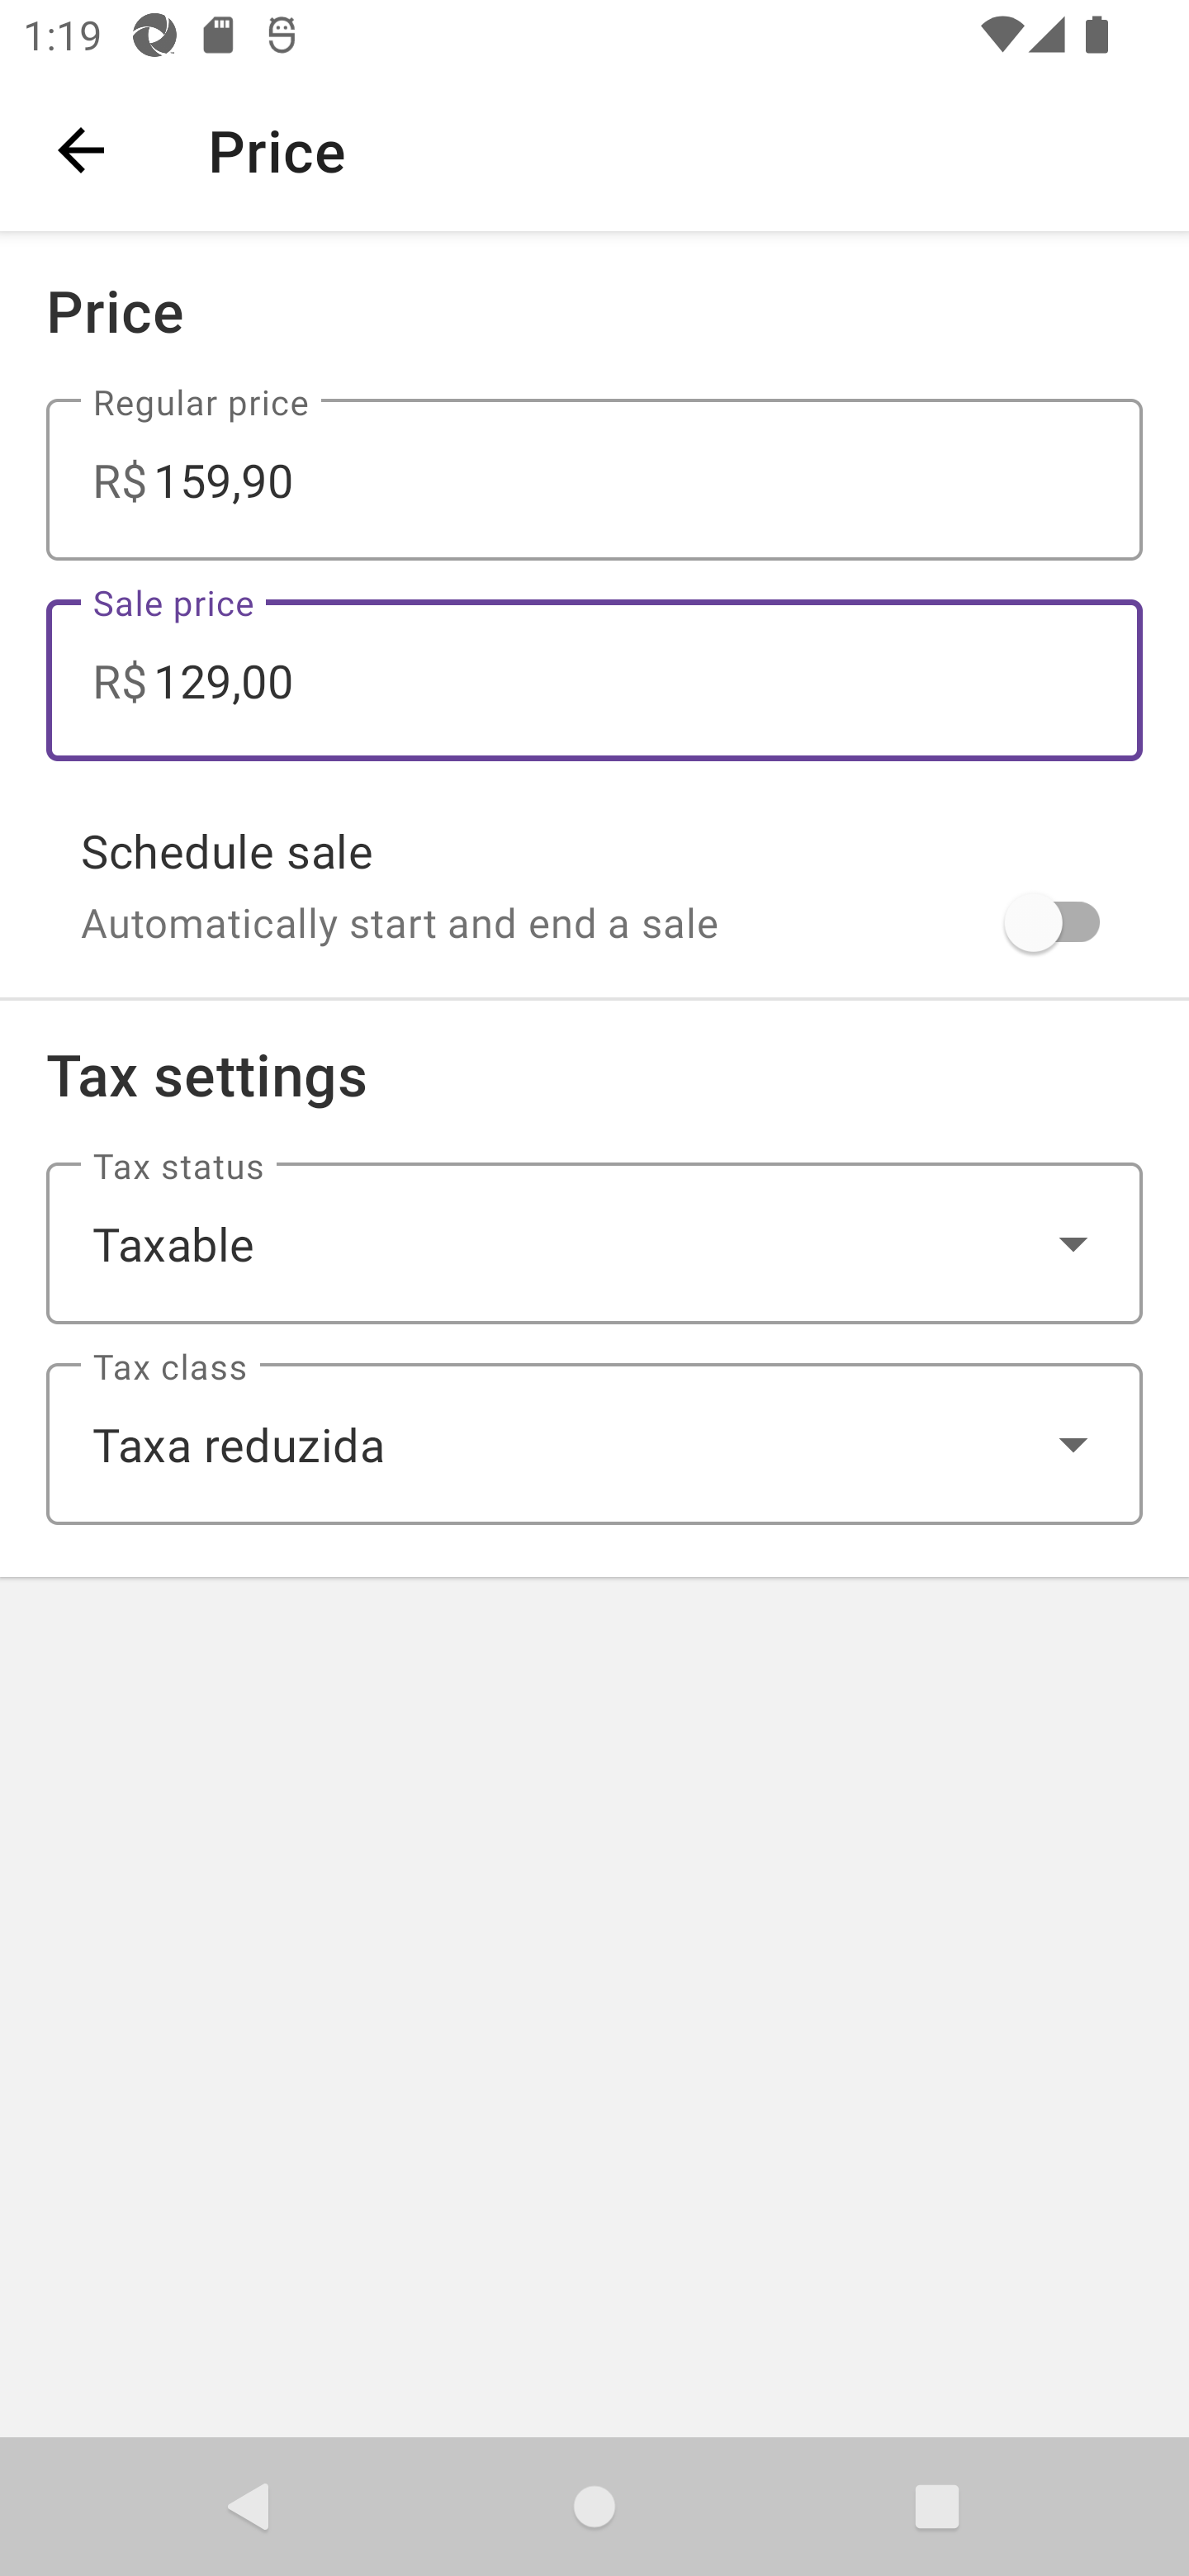 1:19
Price
Price
Regular price
R$ 159,90
Sale price
R$ 129,00
Schedule sale
Automatically start and end a sale
Tax settings
Tax status
Taxable
Tax class
Taxa reduzida